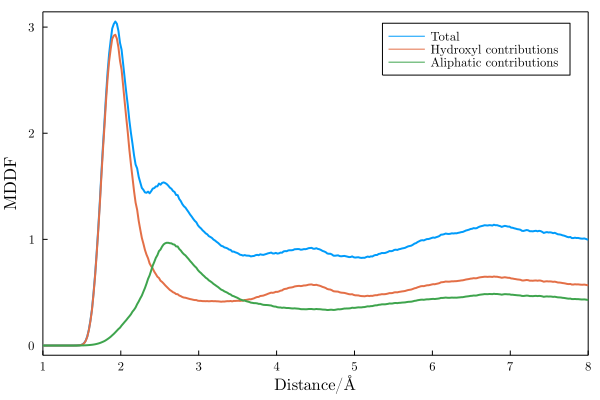 Total
Hydroxyl contributions
Aliphatic contributions
MDDF
3
2
1
0
1 2 3 4 5 6 7 8
Distance/Å